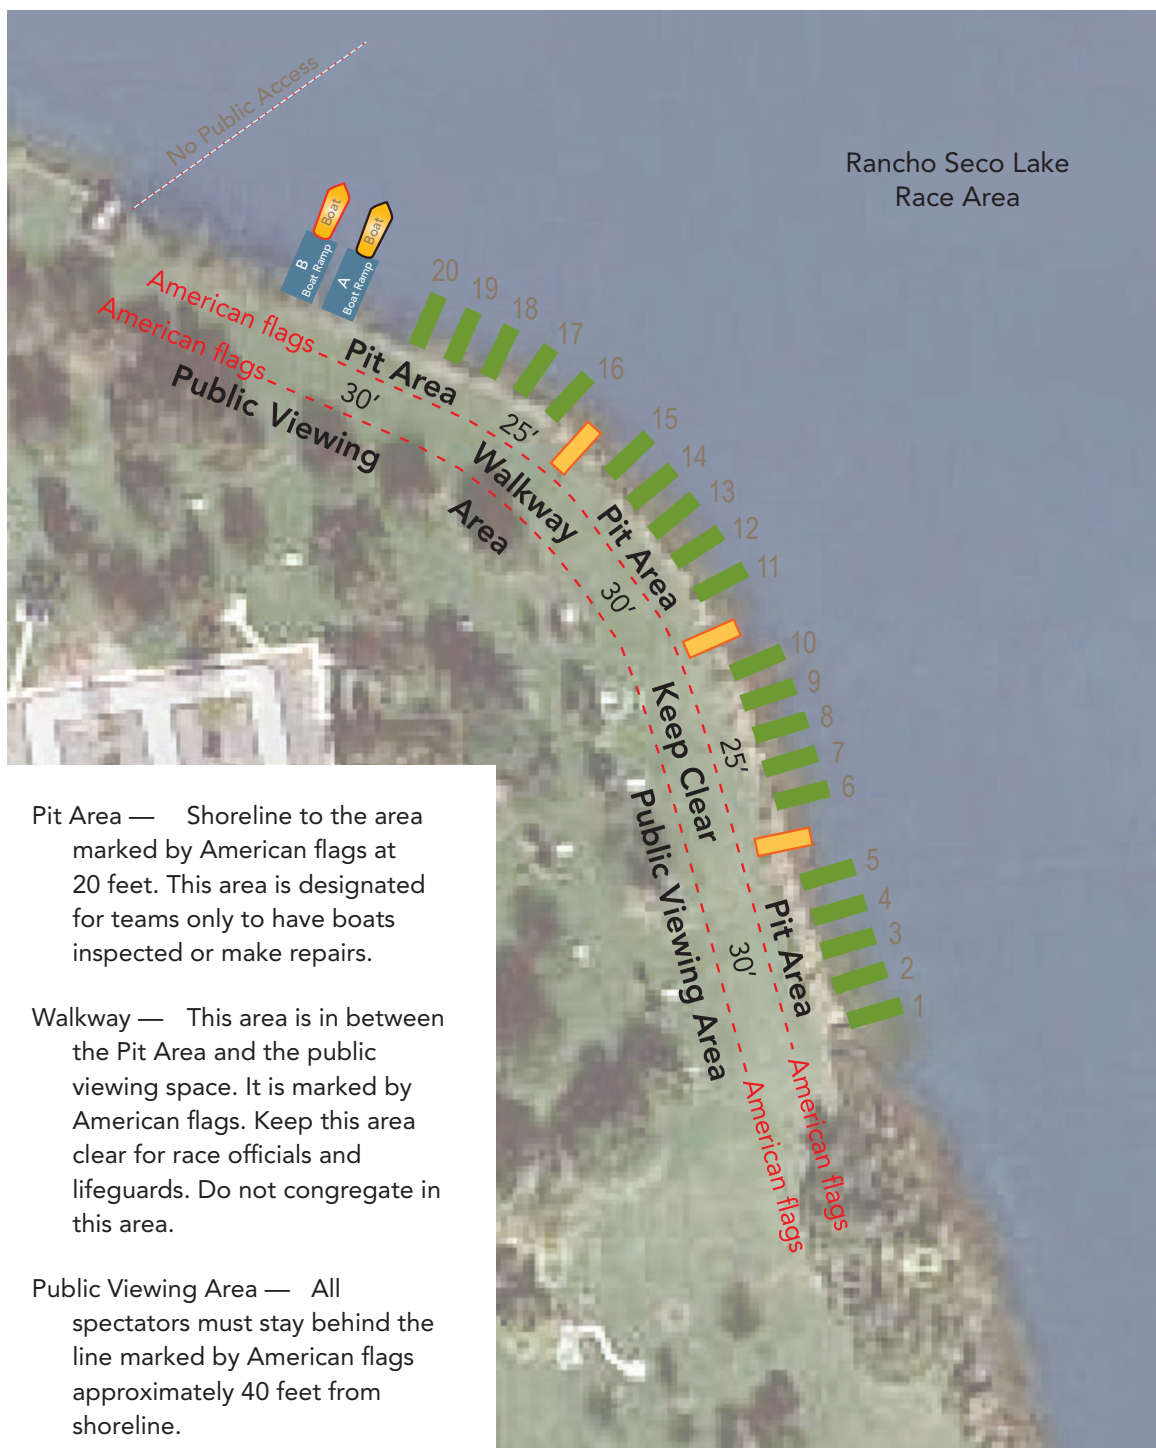 No Public Access
Rancho Seco Lake
Race Area
Boat
Boat
B
Boat Ramp
A
Boat Ramp
20
19
18
17
16
15
14
13
12
11
10
9
8
7
6
5
4
3
2
1
American flags
American flags
Pit Area
30′
Public Viewing
Area
25′
Walkway
Pit Area
30′
Keep Clear
25′
Public Viewing Area
Pit Area
30′
American flags
American flags
Pit Area — Shoreline to the area
marked by American flags at
20 feet. This area is designated
for teams only to have boats
inspected or make repairs.
Walkway — This area is in between
the Pit Area and the public
viewing space. It is marked by
American flags. Keep this area
clear for race officials and
lifeguards. Do not congregate in
this area.
Public Viewing Area — All
spectators must stay behind the
line marked by American flags
approximately 40 feet from
shoreline.